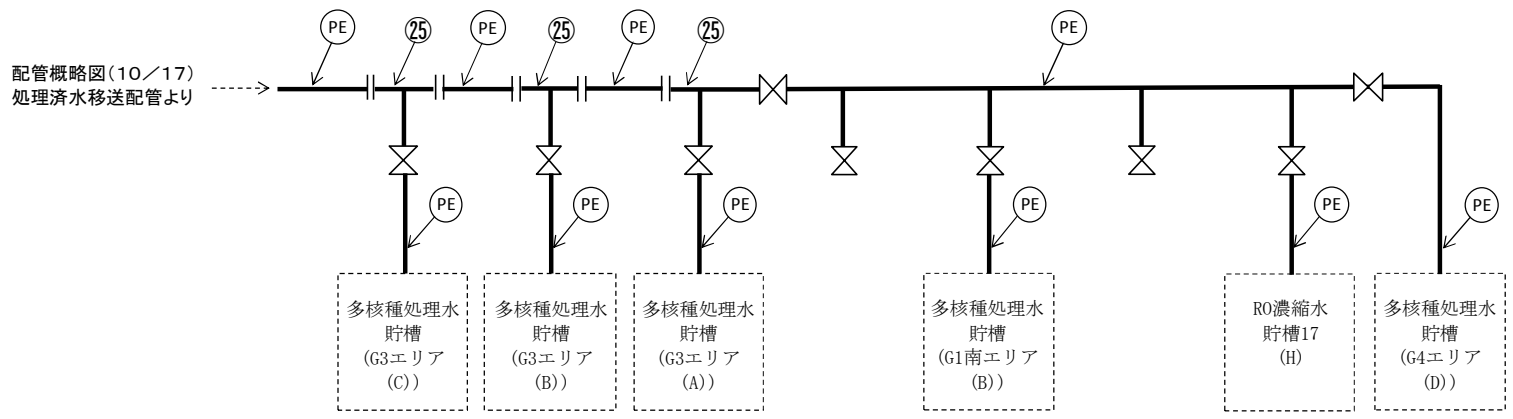 PE
㉕
PE
㉕
PE
㉕
PE
配管概略図(10／17)
処理済水移送配管より
PE
PE
PE
PE
PE
PE
多核種処理水
貯槽
(G3エリア
(C))
多核種処理水
貯槽
(G3エリア
(B))
多核種処理水
貯槽
(G3エリア
(A))
多核種処理水
貯槽
(G1南エリア
(B))
RO濃縮水
貯槽17
(H)
多核種処理水
貯槽
(G4エリア
(D))